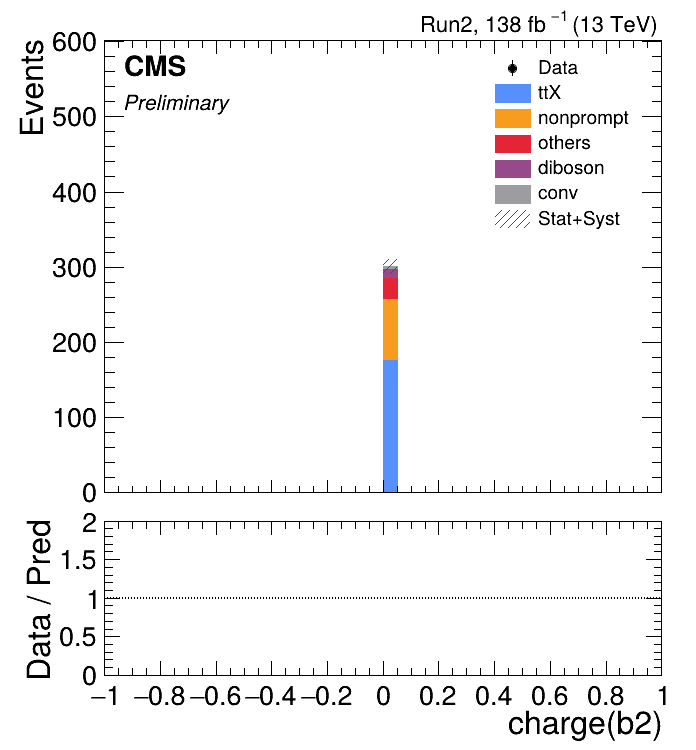 Run2, 138 fb⁻¹ (13 TeV)
Events
600
500
400
300
200
100
0
CMS
Preliminary
Data
ttX
nonprompt
others
diboson
conv
Stat+Syst
Data / Pred
2
1.5
1
0.5
0
−1 −0.8 −0.6 −0.4 −0.2 0 0.2 0.4 0.6 0.8 1
charge(b2)